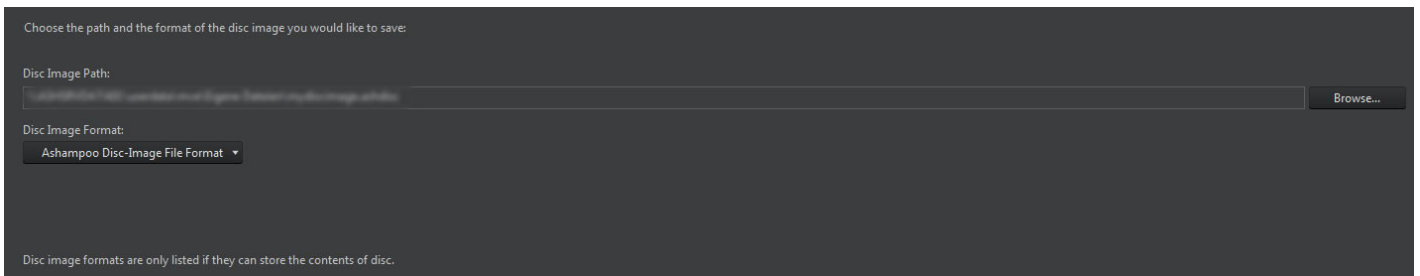 Choose the path and the format of the disc image you would like to save:
Disc Image Path:
Browse...
Disc Image Format:
Ashampoo Disc-Image File Format
Disc image formats are only listed if they can store the contents of disc.